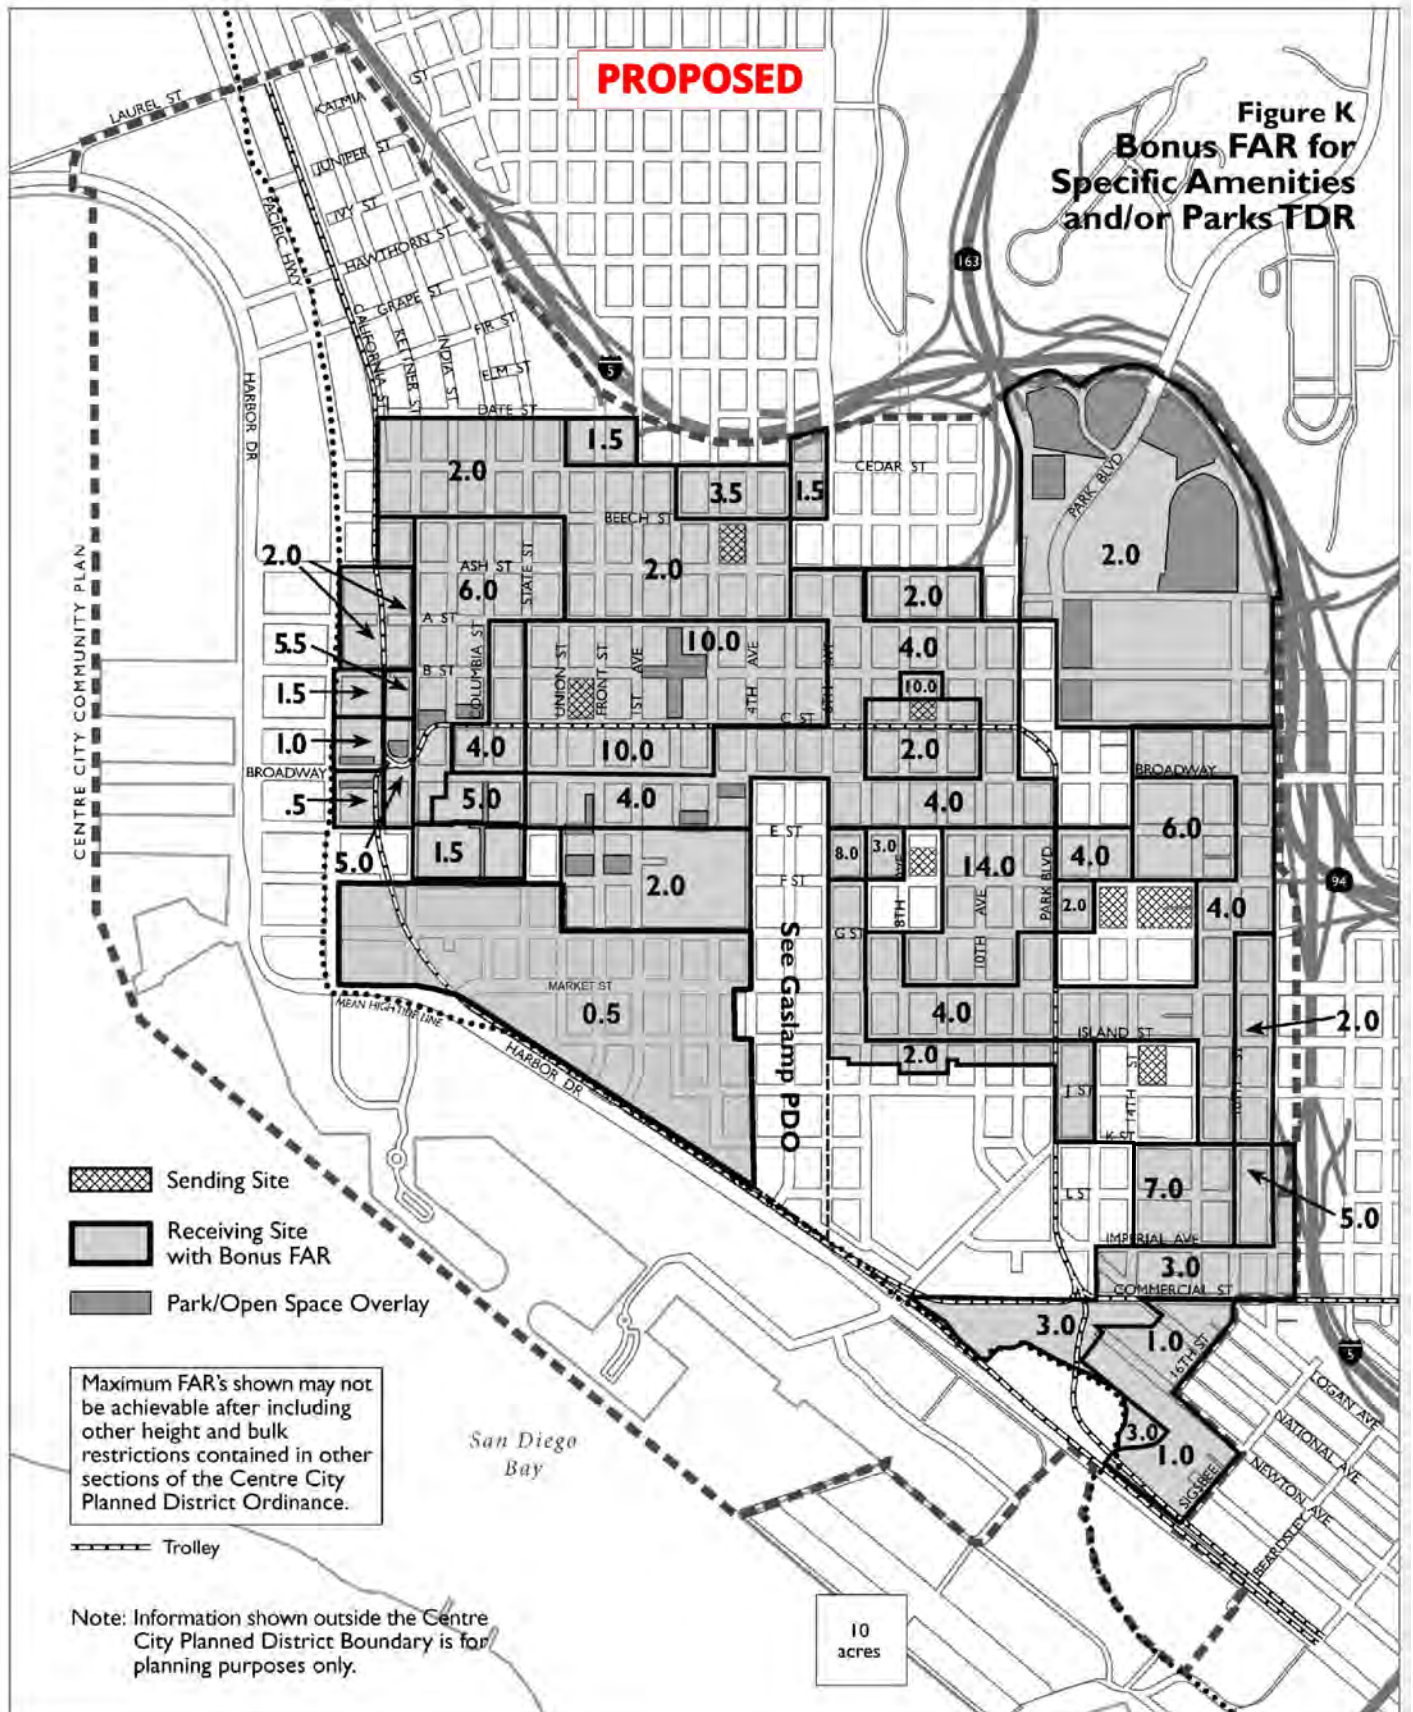 PROPOSED
Figure K
Bonus FAR for
Specific Amenities
and/or Parks TDR
LAUREL ST
ST
KALMIA
JUNIPER ST
IVY ST
HAWTHORN ST
GRAPE ST
FIR ST
ELM ST
DATE ST
PACIFIC HWY
CALIFORNIA ST
KETTNER ST
INDIA ST
HARBOR DR
CENTRE CITY COMMUNITY PLAN
163
5
CEDAR ST
PARK BLVD
1.5
2.0
3.5
1.5
BEECH ST
2.0
ASH ST
6.0
STATE ST
2.0
2.0
2.0
A ST
5.5
B ST
COLUMBIA ST
UNION ST
FRONT ST
1ST AVE
10.0
4TH AVE
6TH AVE
4.0
10.0
1.5
C ST
1.0
4.0
10.0
2.0
BROADWAY
BROADWAY
.5
5.0
4.0
4.0
6.0
E ST
5.0
1.5
2.0
8.0
3.0
AVE
14.0
4.0
94
F ST
8TH
AVE
PARK BLVD
2.0
4.0
G ST
10TH
See Gaslamp PDO
MARKET ST
0.5
4.0
MEAN HIGH TIDE LINE
HARBOR DR
ISLAND ST
2.0
2.0
ST
J ST
14TH
16TH
K ST
L ST
7.0
5.0
IMPERIAL AVE
3.0
COMMERCIAL ST
3.0
1.0
16TH ST
5
LOGAN AVE
NATIONAL AVE
3.0
1.0
NEWTON AVE
SIGSBEE
BEARDSLEY
Sending Site
Receiving Site
with Bonus FAR
Park/Open Space Overlay
Maximum FAR's shown may not
be achievable after including
other height and bulk
restrictions contained in other
sections of the Centre City
Planned District Ordinance.
Trolley
San Diego
Bay
Note: Information shown outside the Centre
City Planned District Boundary is for
planning purposes only.
10
acres